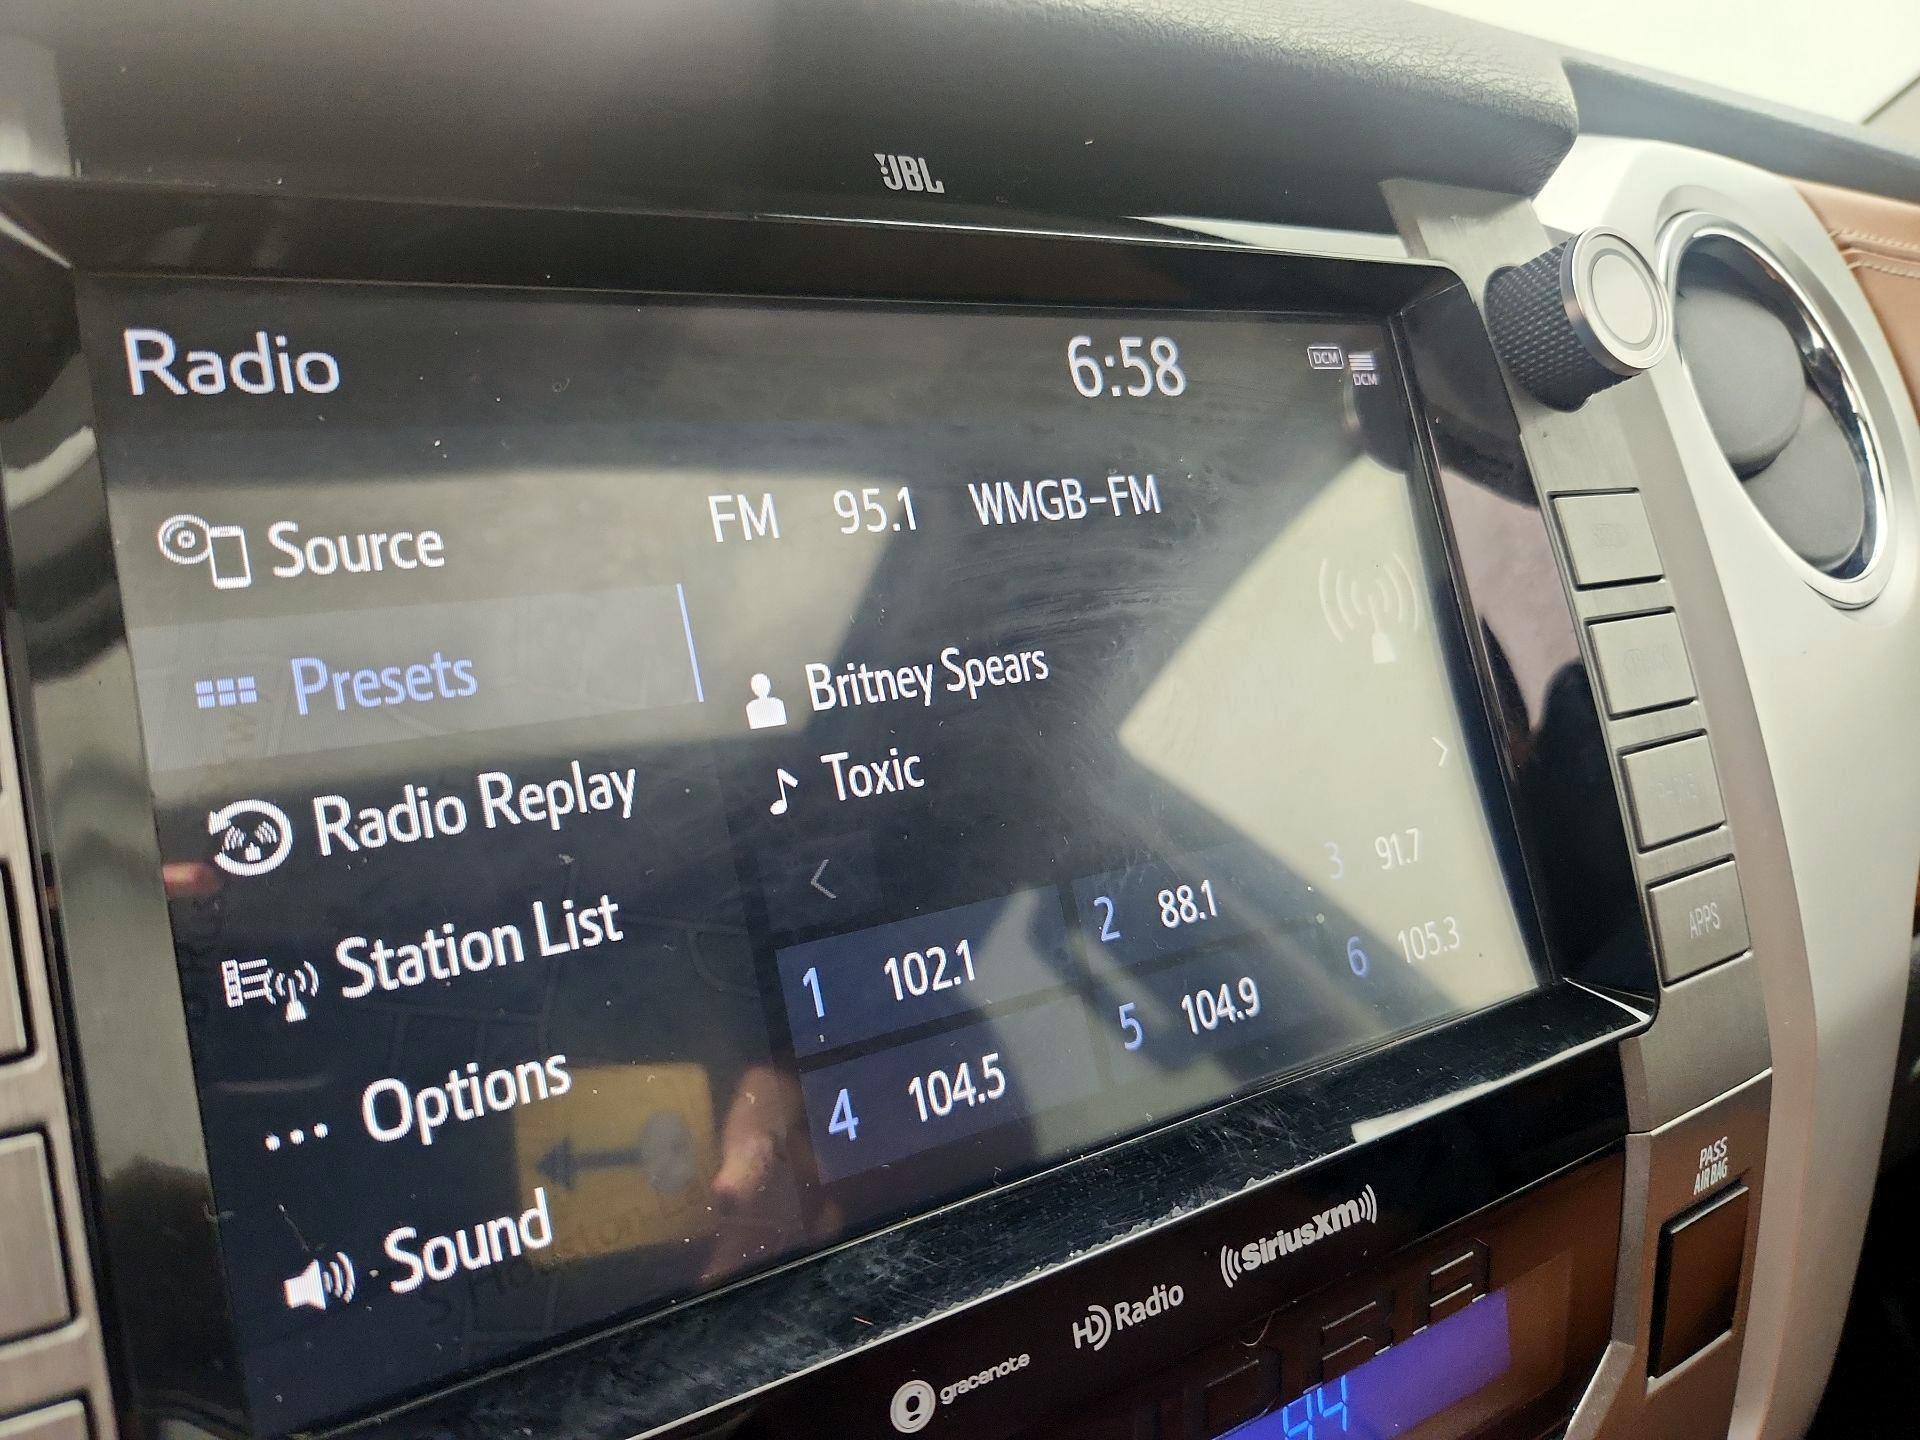 JBL
Radio
6:58
DCM
DCM
Source
FM 95.1 WMGB-FM
Presets
Britney Spears
Radio Replay
Toxic
Station List
1 102.1
2 88.1
3 91.7
Options
4 104.5
5 104.9
6 105.3
Sound
APPS
PASS
AIR BAG
gracenote
HD Radio
SiriusXM
44